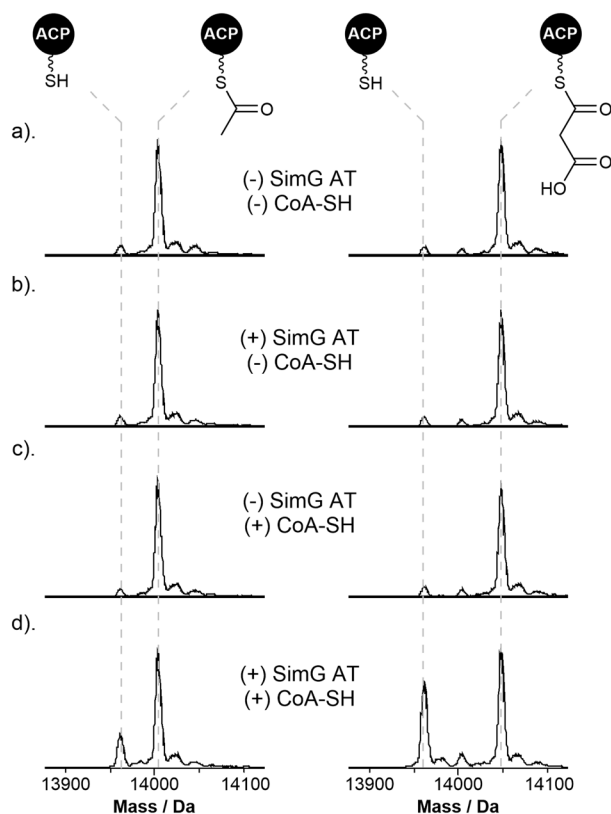 ACP
ACP
ACP
ACP
SH
S
O
SH
S
O
O
HO
a).
(-) SimG AT
(-) CoA-SH
b).
(+) SimG AT
(-) CoA-SH
c).
(-) SimG AT
(+) CoA-SH
d).
(+) SimG AT
(+) CoA-SH
13900 14000 14100
Mass / Da
13900 14000 14100
Mass / Da